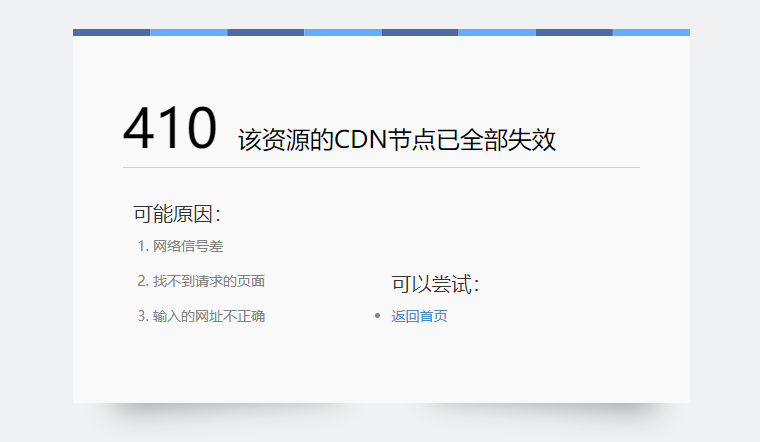 410 该资源的CDN节点已全部失效
可能原因：
1. 网络信号差
2. 找不到请求的页面
3. 输入的网址不正确
可以尝试：
返回首页